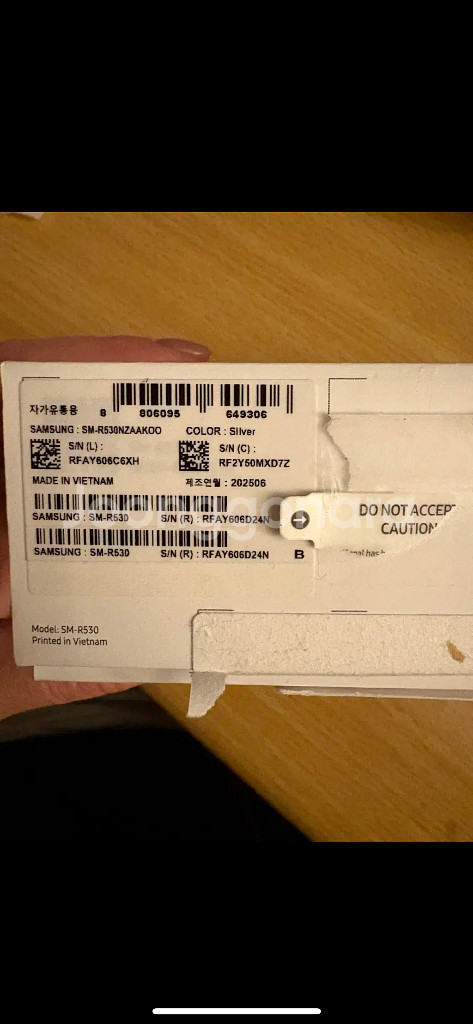 자가유통용
8 806095 649306
SAMSUNG : SM-R530NZAAKOO COLOR : Silver
S/N (L) :
RFAY606C6XH
S/N (C) :
RF2Y50MXD7Z
MADE IN VIETNAM 제조연월 : 202506
SAMSUNG : SM-R530 S/N (R) : RFAY606D24N
SAMSUNG : SM-R530 S/N (R) : RFAY606D24N B
DO NOT ACCEPT
CAUTION
Model: SM-R530
Printed in Vietnam